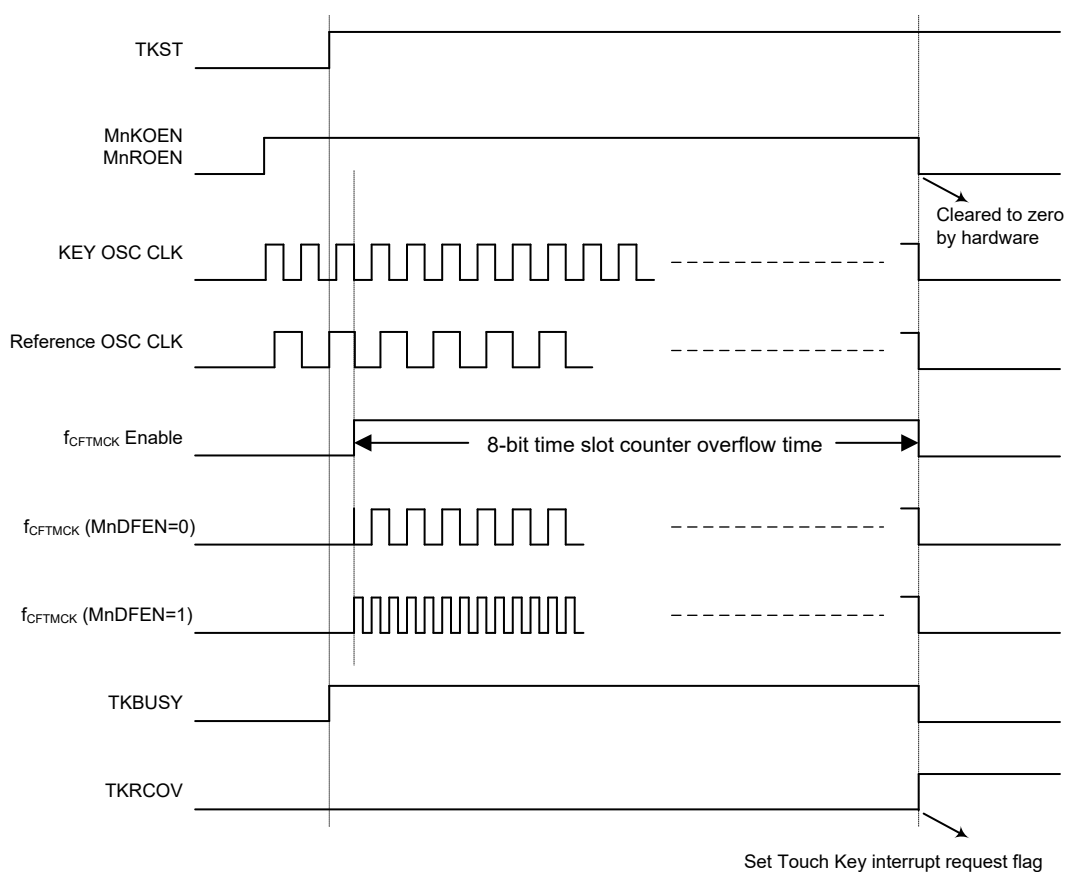 TKST
MnKOEN
MnROEN
Cleared to zero
by hardware
KEY OSC CLK
Reference OSC CLK
fCFTMCK Enable
8-bit time slot counter overflow time
fCFTMCK (MnDFEN=0)
fCFTMCK (MnDFEN=1)
TKBUSY
TKRCOV
Set Touch Key interrupt request flag